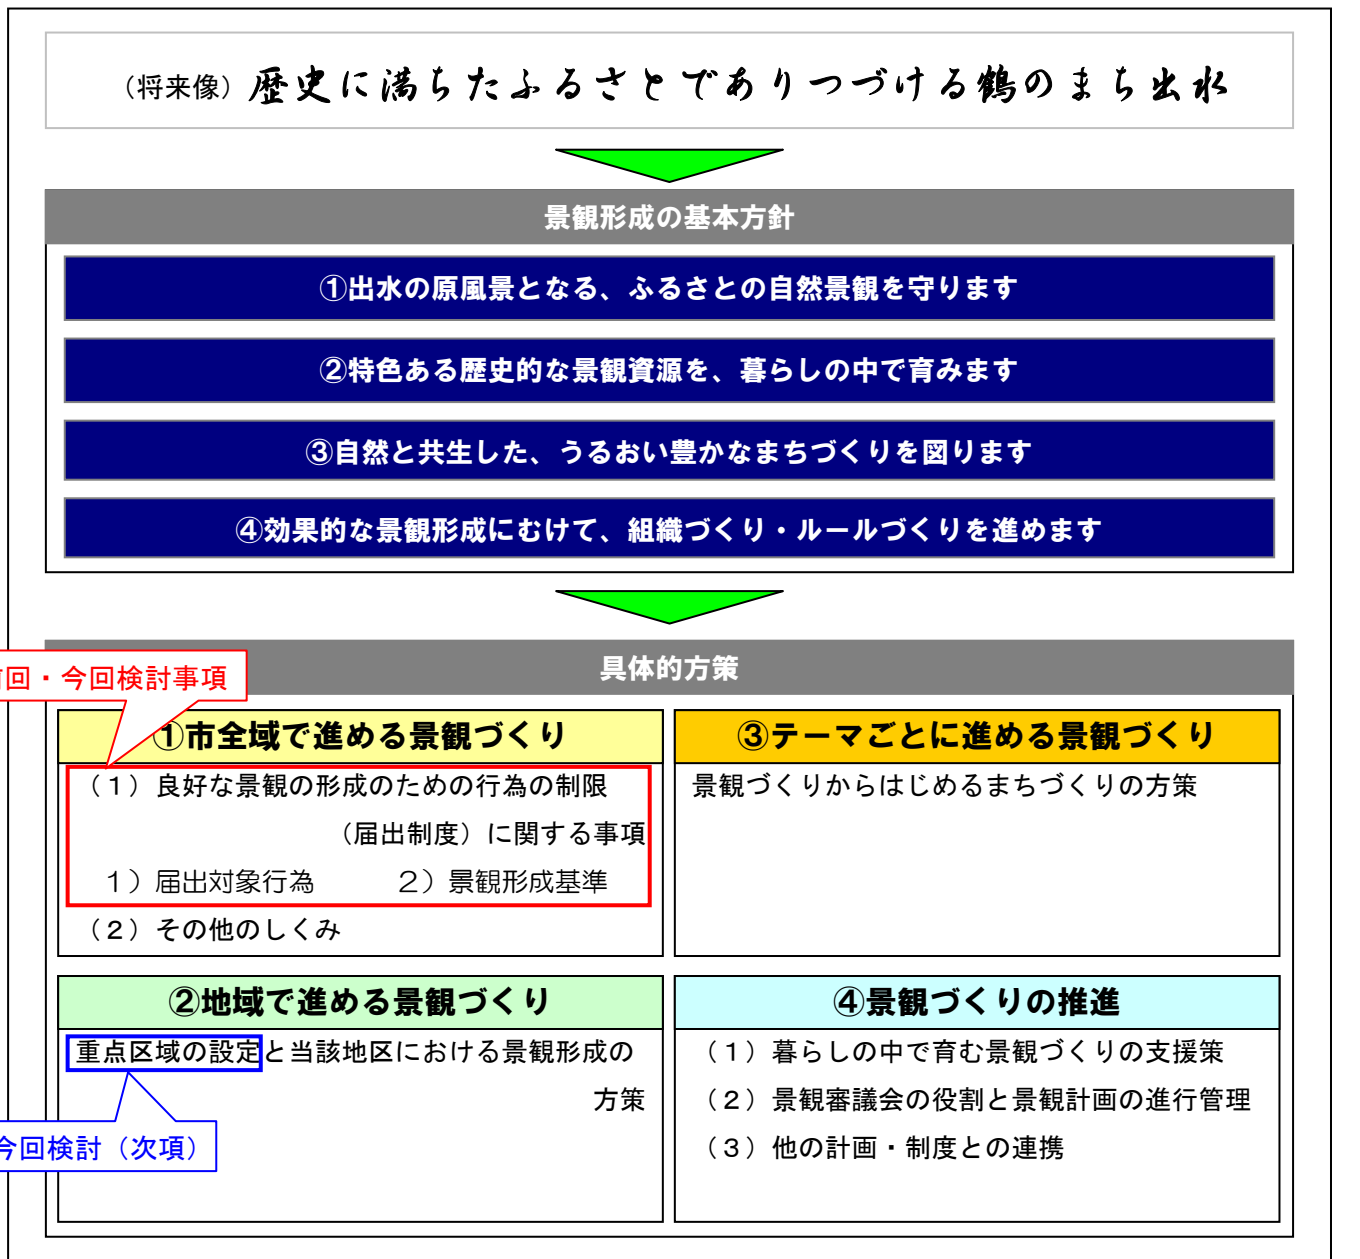 （将来像）歴史に満ちたふるさとでありつづける鶴のまち出水
景観形成の基本方針
①出水の原風景となる、ふるさとの自然景観を守ります
②特色ある歴史的な景観資源を、暮らしの中で育みます
③自然と共生した、うるおい豊かなまちづくりを図ります
④効果的な景観形成にむけて、組織づくり・ルールづくりを進めます
具体的方策
回・今回検討事項
①市全域で進める景観づくり
（１）良好な景観の形成のための行為の制限
（届出制度）に関する事項
１）届出対象行為　　２）景観形成基準
（２）その他のしくみ
②地域で進める景観づくり
重点区域の設定と当該地区における景観形成の
方策
今回検討（次項）
③テーマごとに進める景観づくり
景観づくりからはじめるまちづくりの方策
④景観づくりの推進
（１）暮らしの中で育む景観づくりの支援策
（２）景観審議会の役割と景観計画の進行管理
（３）他の計画・制度との連携